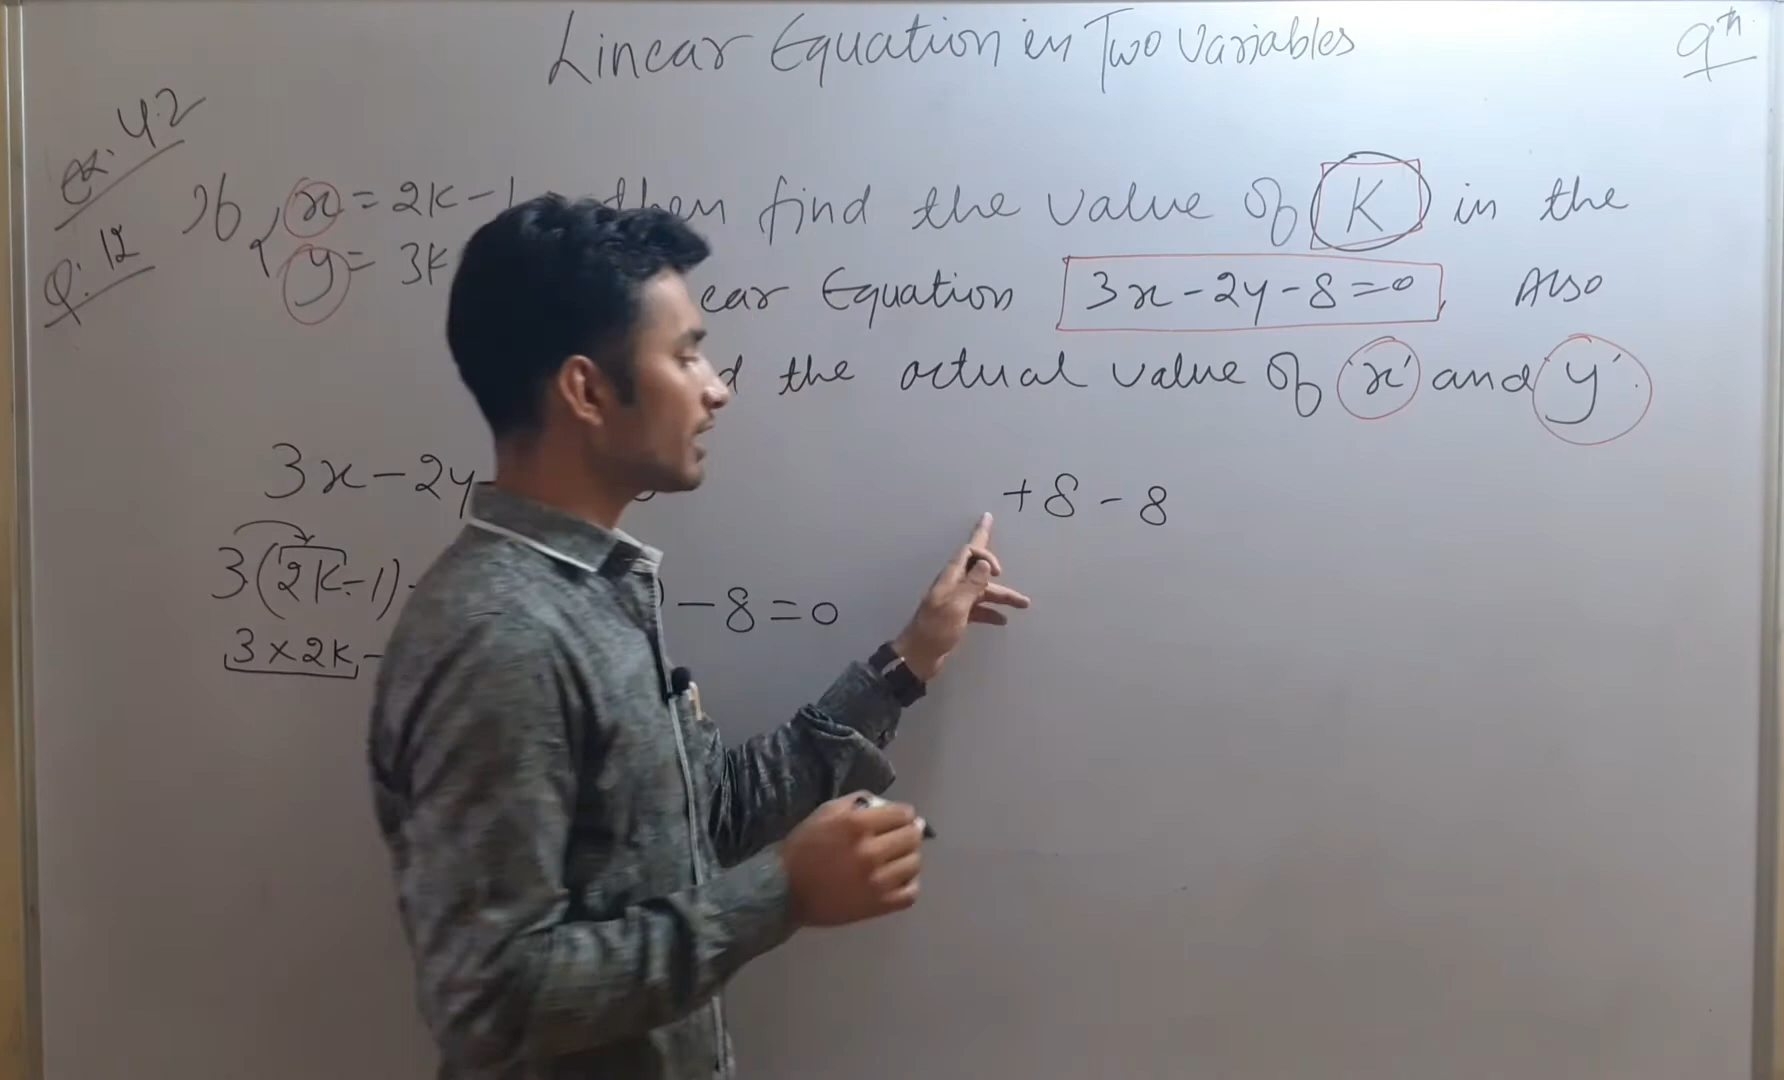 Linear Equation in Two Variables
9th
Ex. 4.2
Q. 12
If, x = 2K - 1 then find the value of K in the
y = 3K ear Equation 3x - 2y - 8 = 0, Also
the actual value of 'x' and 'y'.
3x - 2y
+ 8 - 8
3(2K - 1) - 8 = 0
3 × 2K -